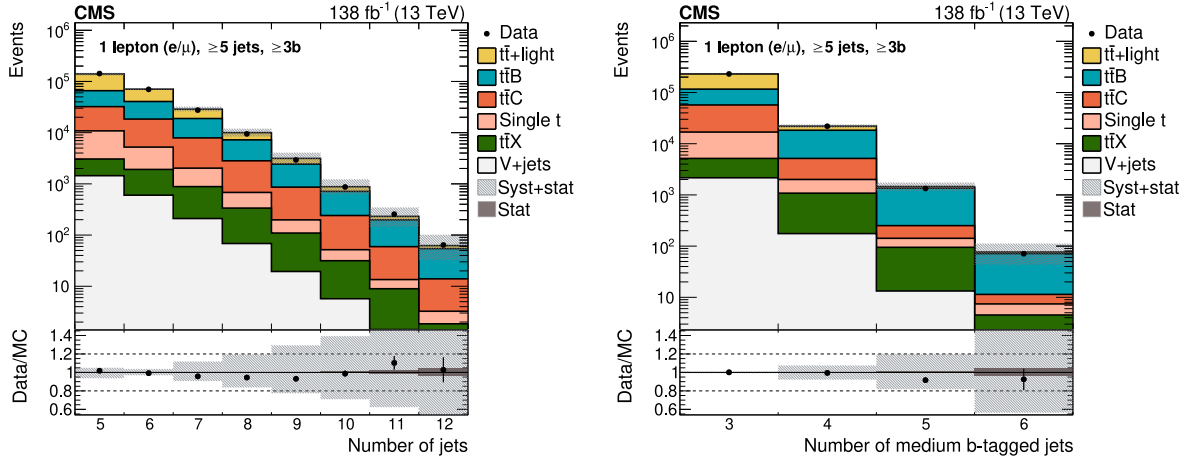 CMS 138 fb⁻¹ (13 TeV)
Events
1 lepton (e/μ), ≥5 jets, ≥3b
10⁶
10⁵
10⁴
10³
10²
10
Data
tt̄+light
tt̄B
tt̄C
Single t
tt̄X
V+jets
Syst+stat
Stat
Data/MC
1.4
1.2
1
0.8
0.6
5 6 7 8 9 10 11 12
Number of jets
CMS 138 fb⁻¹ (13 TeV)
Events
1 lepton (e/μ), ≥5 jets, ≥3b
10⁶
10⁵
10⁴
10³
10²
10
Data
tt̄+light
tt̄B
tt̄C
Single t
tt̄X
V+jets
Syst+stat
Stat
Data/MC
1.4
1.2
1
0.8
0.6
3 4 5 6
Number of medium b-tagged jets